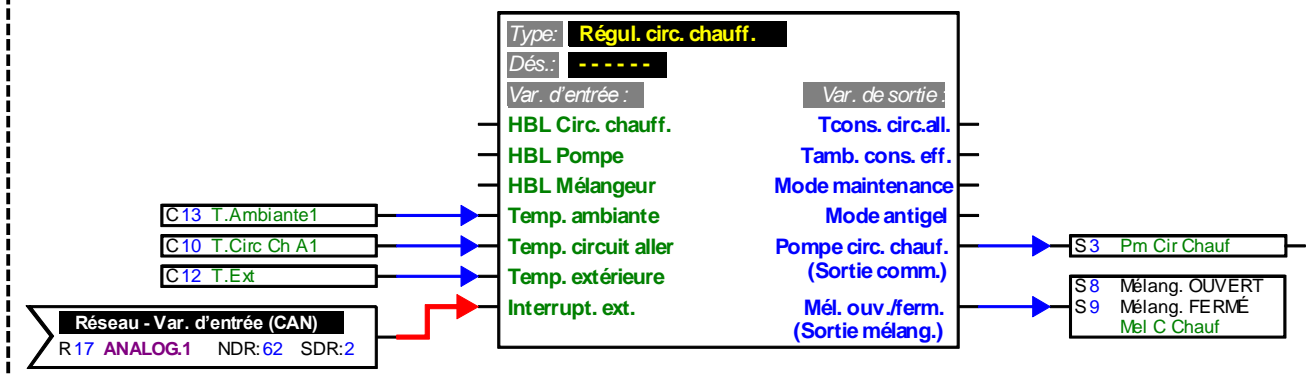 Type: Régul. circ. chauff.
Dés.: - - - - - -
Var. d'entrée : Var. de sortie :
HBL Circ. chauff. Tcons. circ.all.
HBL Pompe Tamb. cons. eff.
HBL Mélangeur Mode maintenance
C13 T.Ambiante1 Temp. ambiante Mode antigel
C10 T.Circ Ch A1 Temp. circuit aller Pompe circ. chauf. S3 Pm Cir Chauf
(Sortie comm.)
C12 T.Ext Temp. extérieure
S8 Mélang. OUVERT
Interrupt. ext. Mél. ouv./ferm. S9 Mélang. FERMÉ
Réseau - Var. d'entrée (CAN) (Sortie mélang.) Mel C Chauf
R17 ANALOG.1 NDR:62 SDR:2